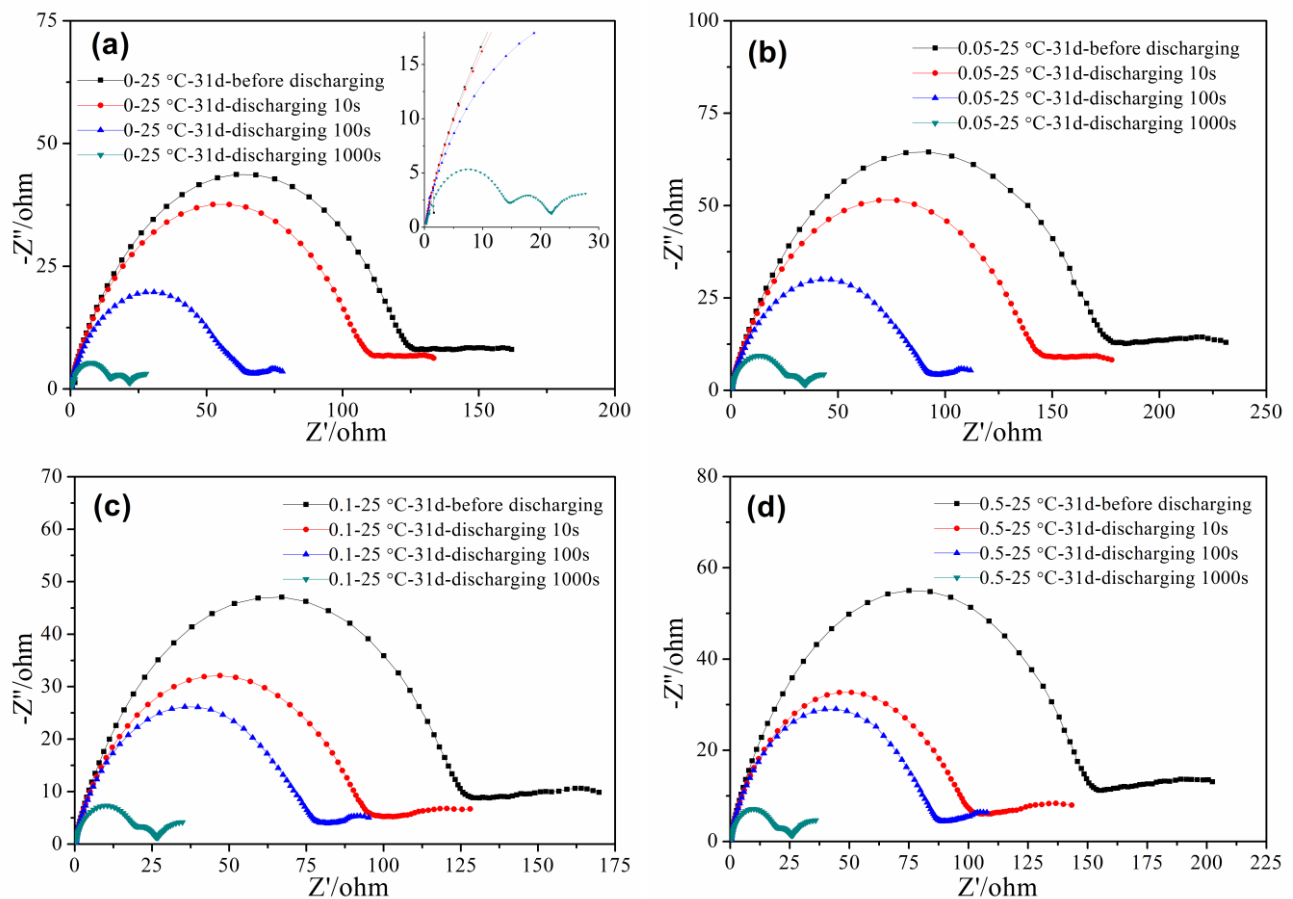 (a)
75
50
25
0
-Z"/ohm
0-25 °C-31d-before discharging
0-25 °C-31d-discharging 10s
0-25 °C-31d-discharging 100s
0-25 °C-31d-discharging 1000s
15
10
5
0
0 10 20 30
0 50 100 150 200
Z'/ohm
(b)
100
75
50
25
0
-Z"/ohm
0.05-25 °C-31d-before discharging
0.05-25 °C-31d-discharging 10s
0.05-25 °C-31d-discharging 100s
0.05-25 °C-31d-discharging 1000s
0 50 100 150 200 250
Z'/ohm
(c)
70
60
50
40
30
20
10
0
-Z"/ohm
0.1-25 °C-31d-before discharging
0.1-25 °C-31d-discharging 10s
0.1-25 °C-31d-discharging 100s
0.1-25 °C-31d-discharging 1000s
0 25 50 75 100 125 150 175
Z'/ohm
(d)
80
60
40
20
0
-Z"/ohm
0.5-25 °C-31d-before discharging
0.5-25 °C-31d-discharging 10s
0.5-25 °C-31d-discharging 100s
0.5-25 °C-31d-discharging 1000s
0 25 50 75 100 125 150 175 200 225
Z'/ohm